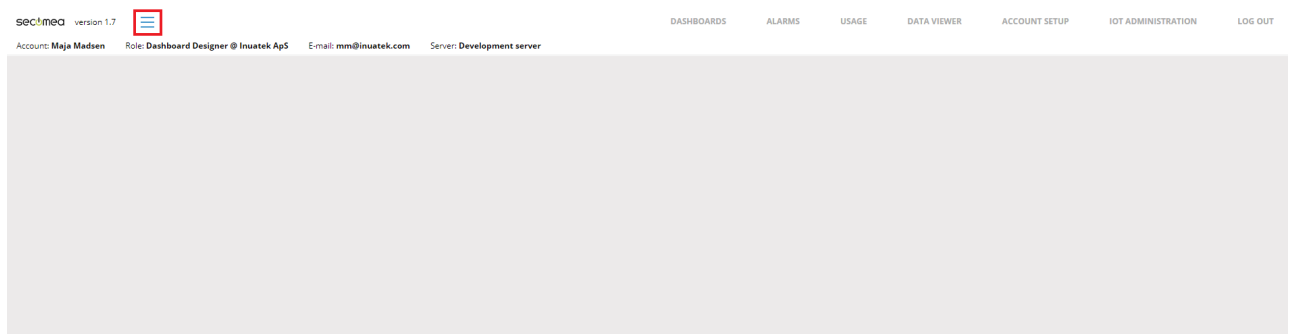 secomea version 1.7 DASHBOARDS ALARMS USAGE DATA VIEWER ACCOUNT SETUP IOT ADMINISTRATION LOG OUT
Account: Maja Madsen Role: Dashboard Designer @ Inuatek ApS E-mail: mm@inuatek.com Server: Development server